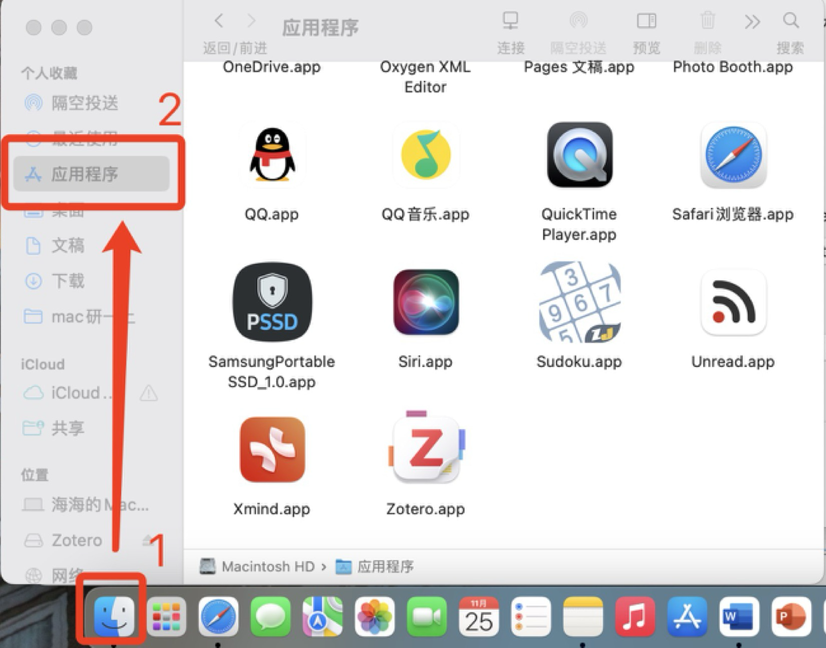 应用程序
返回/前进
连接
隔空投送
预览
删除
搜索
个人收藏
隔空投送
最近使用
应用程序
桌面
文稿
下载
mac研一上
iCloud
iCloud…
共享
位置
海海的Mac…
Zotero
网络
2
1
OneDrive.app
Oxygen XML
Editor
Pages 文稿.app
Photo Booth.app
QQ.app
QQ音乐.app
QuickTime
Player.app
Safari浏览器.app
PSSD
3
9 6 7
5
SamsungPortable
SSD_1.0.app
Siri.app
Sudoku.app
Unread.app
Z
Xmind.app
Zotero.app
Macintosh HD › 应用程序
11月
25
W
P